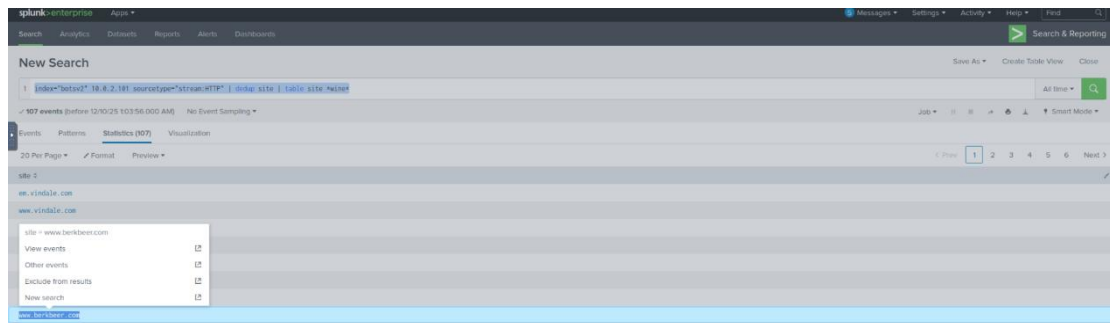 splunk>enterprise Apps ▾ Messages ▾ Settings ▾ Activity ▾ Help ▾ Find
Search Analytics Datasets Reports Alerts Dashboards Search & Reporting
New Search Save As ▾ Create Table View Close
1 index="botsv2" 10.0.2.101 sourcetype="stream:HTTP" | dedup site | table site *wine* All time ▾
✓ 107 events (before 12/10/25 1:03:56.000 AM) No Event Sampling ▾ Job ▾ Smart Mode ▾
Events Patterns Statistics (107) Visualization
20 Per Page ▾ Format Preview ▾ < Prev 1 2 3 4 5 6 Next >
site
em.vindale.com
www.vindale.com
site = www.berkbeer.com
View events
Other events
Exclude from results
New search
www.berkbeer.com